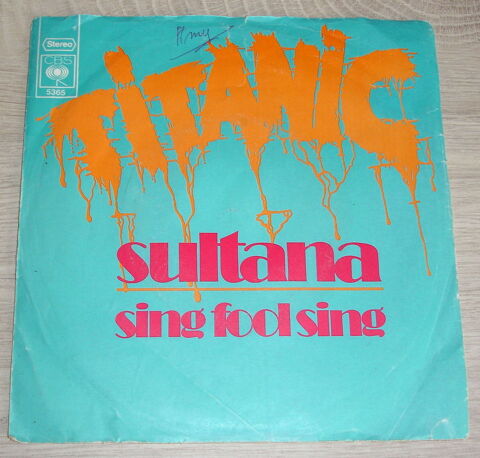 Stereo
CBS
5365
TITANIC
sultana
sing fool sing